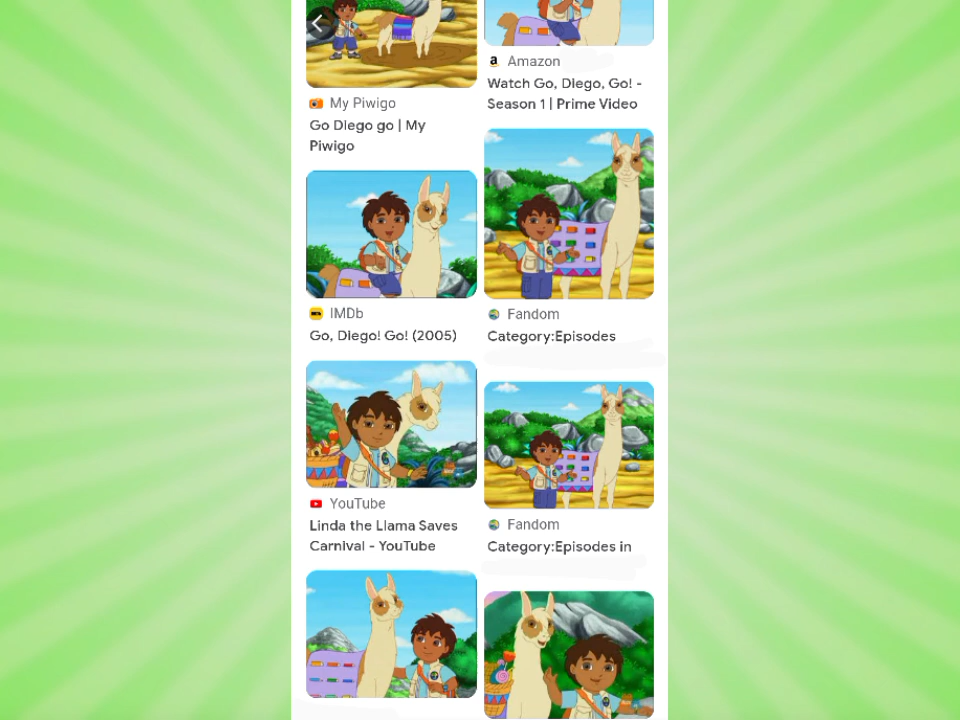 My Piwigo
Go Diego go | My
Piwigo
IMDb
Go, Diego! Go! (2005)
YouTube
Linda the Llama Saves
Carnival - YouTube
a Amazon
Watch Go, Diego, Go! -
Season 1 | Prime Video
Fandom
Category:Episodes
Fandom
Category:Episodes in